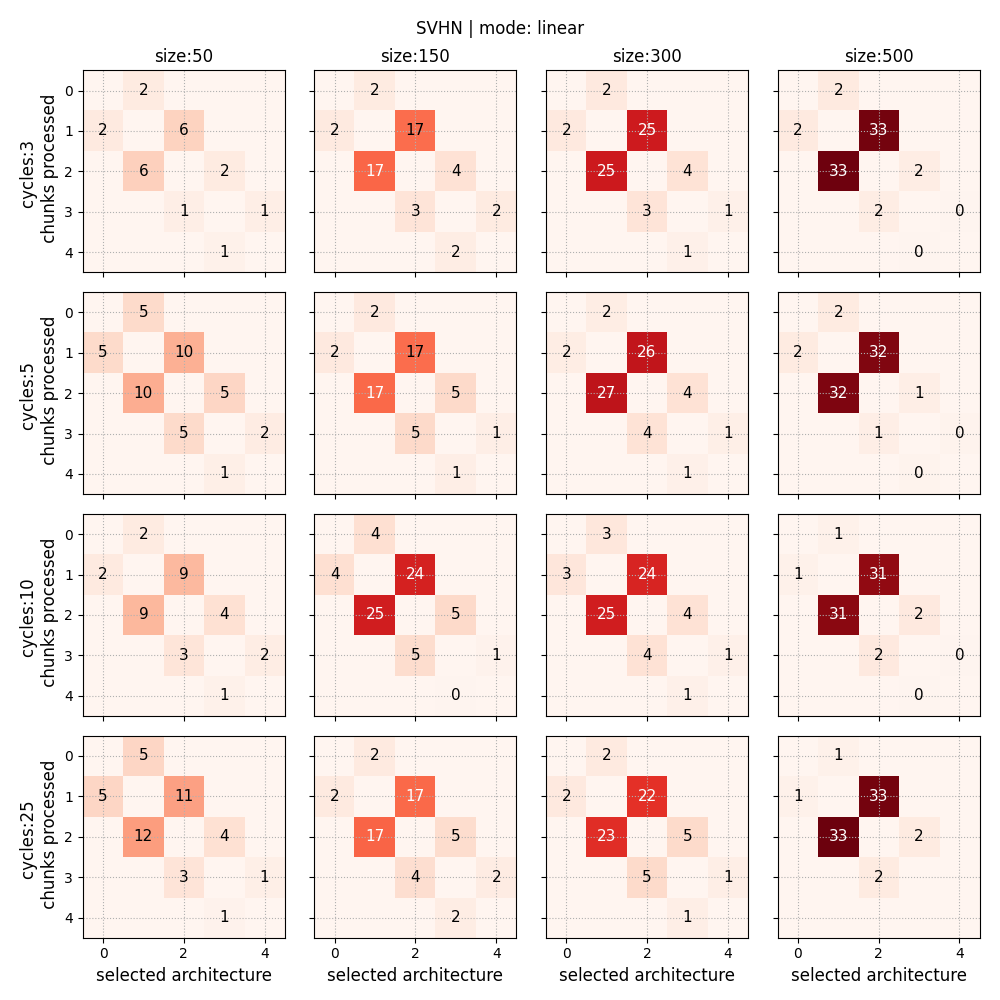 SVHN | mode: linear
size:50 size:150 size:300 size:500
cycles:3
chunks processed
0 2 2 2 2
1 2 6 2 17 2 25 2 33
2 6 2 17 4 25 4 33 2
3 1 1 3 2 3 1 2 0
4 1 2 1 0
cycles:5
chunks processed
0 5 2 2 2
1 5 10 2 17 2 26 2 32
2 10 5 17 5 27 4 32 1
3 5 2 5 1 4 1 1 0
4 1 1 1 0
cycles:10
chunks processed
0 2 4 3 1
1 2 9 4 24 3 24 1 31
2 9 4 25 5 25 4 31 2
3 3 2 5 1 4 1 2 0
4 1 0 1 0
cycles:25
chunks processed
0 5 2 2 1
1 5 11 2 17 2 22 1 33
2 12 4 17 5 23 5 33 2
3 3 1 4 2 5 1 2
4 1 2 1
0 2 4 0 2 4 0 2 4 0 2 4
selected architecture selected architecture selected architecture selected architecture